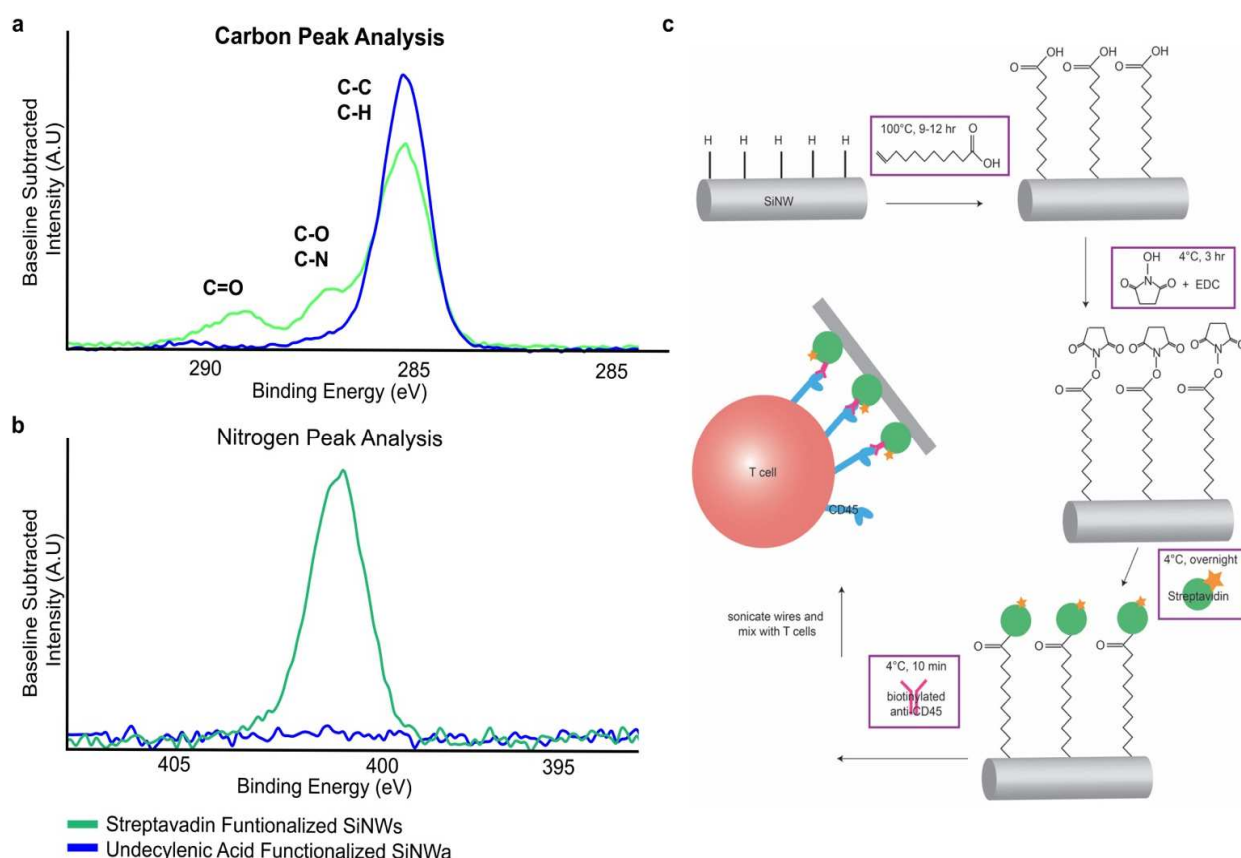 a
Carbon Peak Analysis
C-C
C-H
C-O
C-N
C=O
Baseline Subtracted
Intensity (A.U)
290
285
285
Binding Energy (eV)
b
Nitrogen Peak Analysis
Baseline Subtracted
Intensity (A.U)
405
400
395
Binding Energy (eV)
Streptavadin Funtionalized SiNWs
Undecylenic Acid Functionalized SiNWa
c
H H H H H
SiNW
100°C, 9-12 hr
O
OH
O OH O OH O OH
OH
4°C, 3 hr
N
O O
+ EDC
O N O O N O O N O
O O O
O O O
4°C, overnight
Streptavidin
O O O
4°C, 10 min
biotinylated
anti-CD45
sonicate wires and
mix with T cells
T cell
CD45